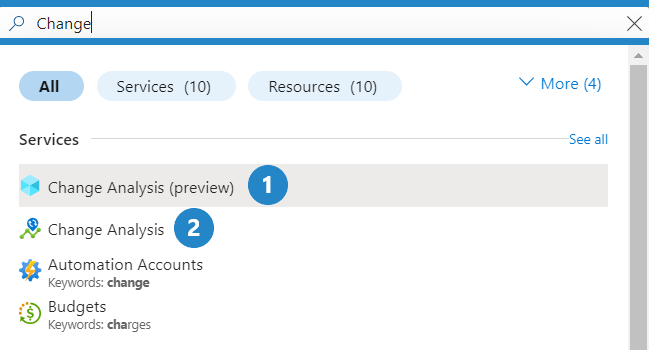 Change
All Services (10) Resources (10) More (4)
Services See all
Change Analysis (preview) 1
Change Analysis 2
Automation Accounts
Keywords: change
Budgets
Keywords: charges